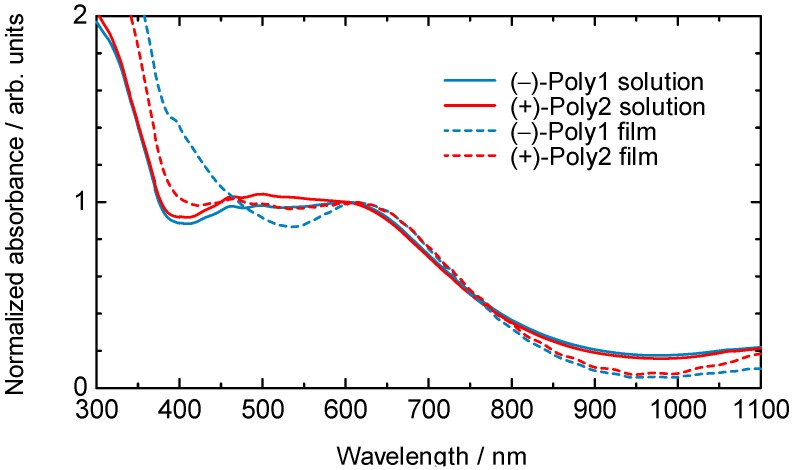 2
1
0
300 400 500 600 700 800 900 1000 1100
Normalized absorbance / arb. units
Wavelength / nm
(−)-Poly1 solution
(+)-Poly2 solution
(−)-Poly1 film
(+)-Poly2 film